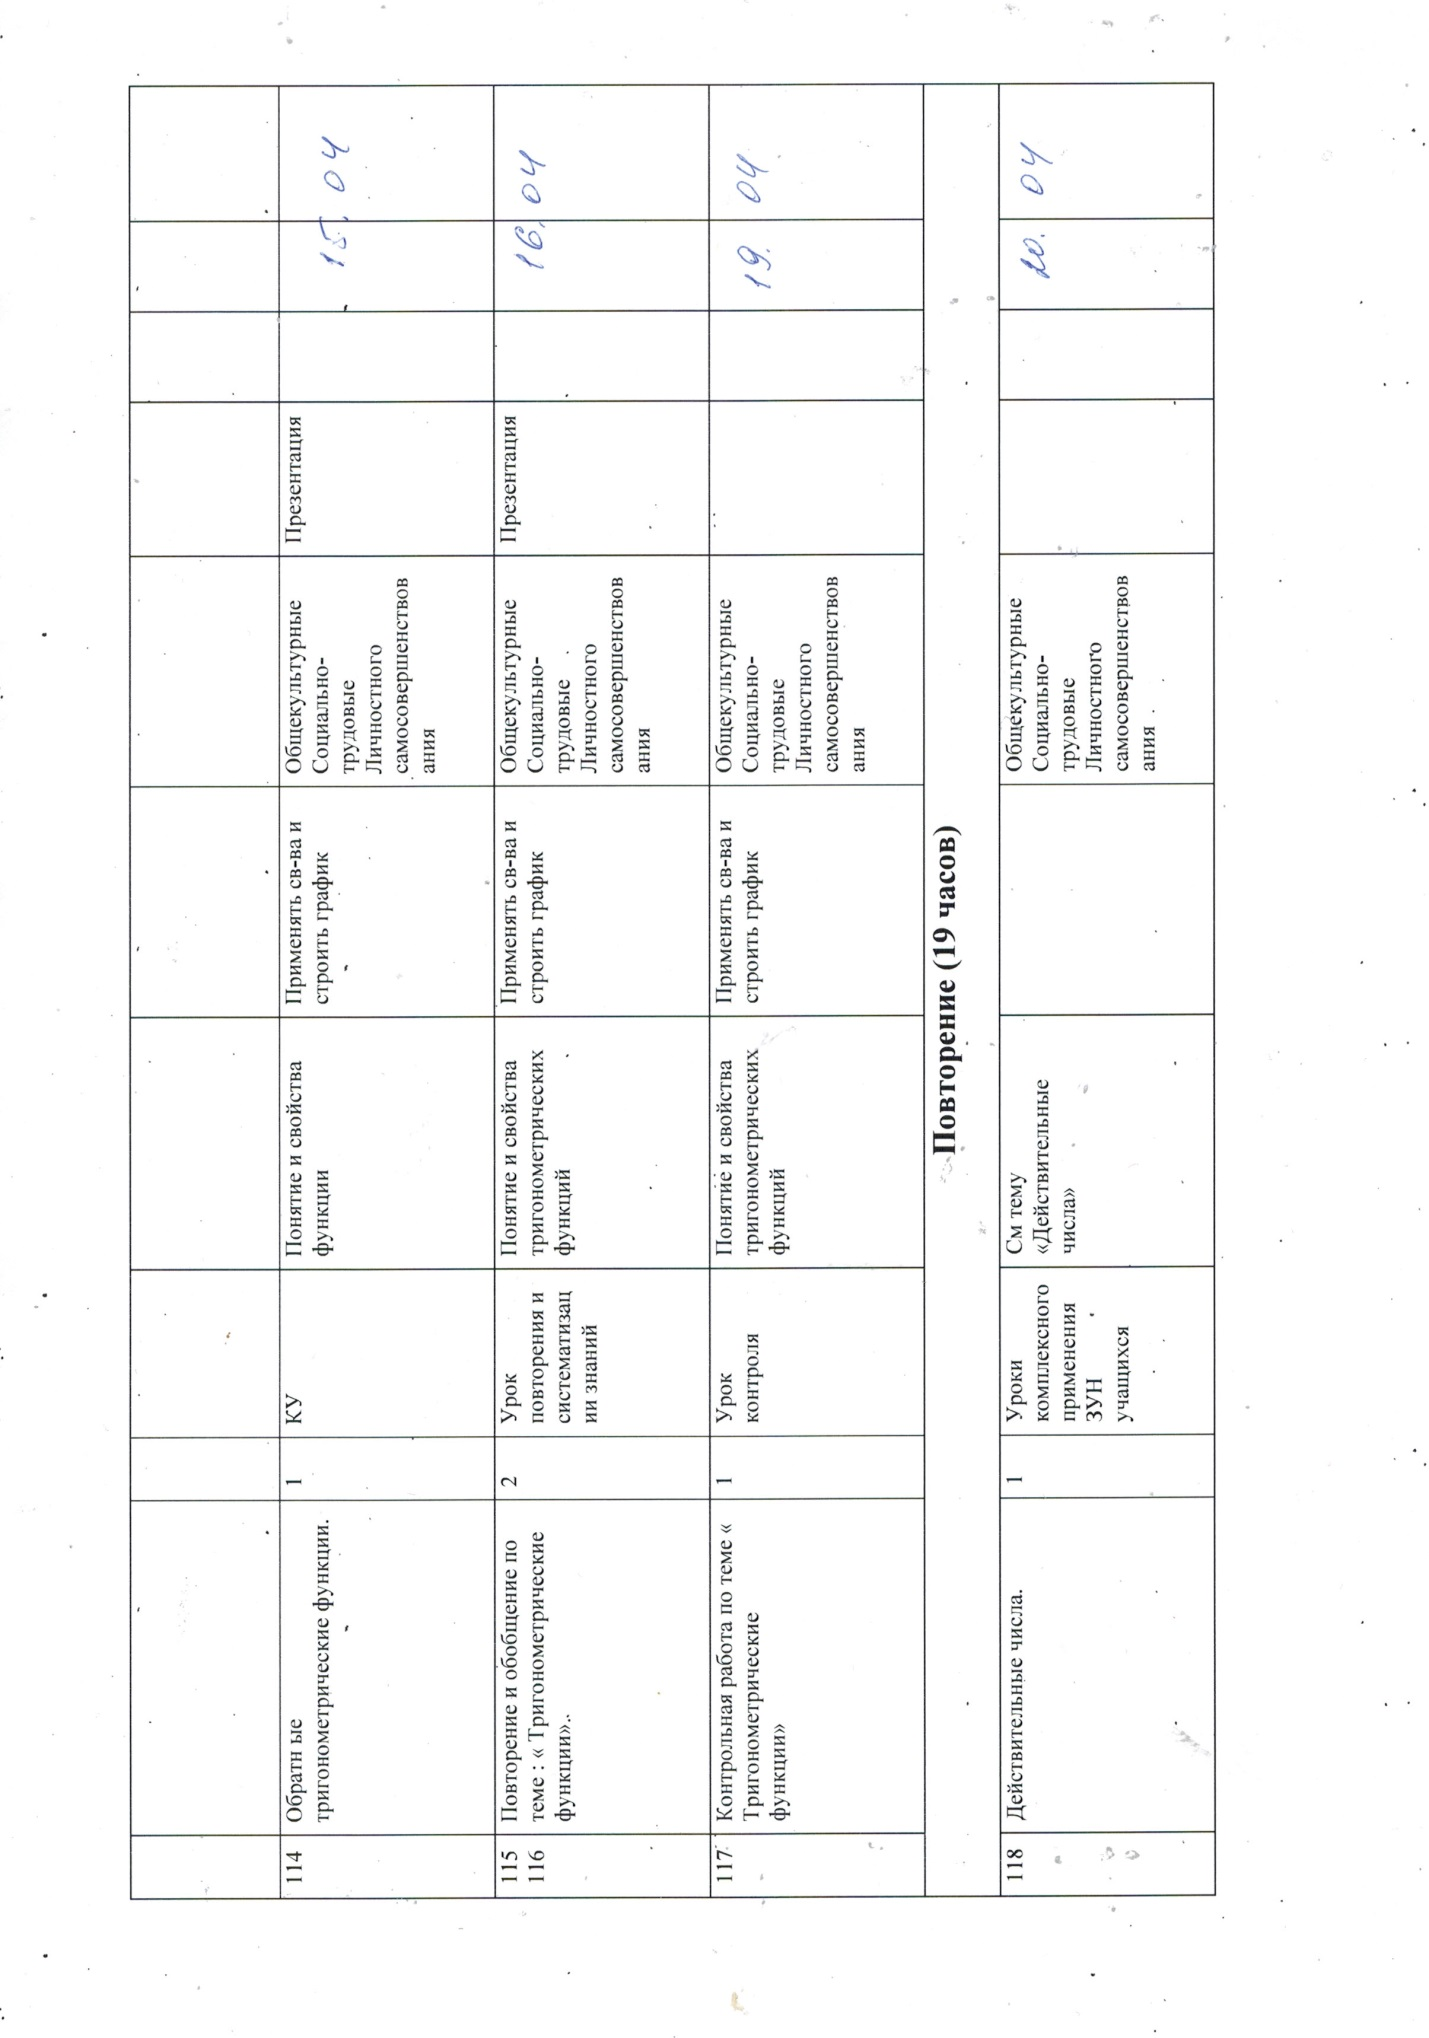 114
Обратн ые
тригонометрические функции.
1
КУ
Понятие и свойства
функции
Применять св-ва и
строить график
Общекультурные
Социально-
трудовые
Личностного
самосовершенствов
ания
Презентация
15. 04
115
116
Повторение и обобщение по
теме : « Тригонометрические
функции»..
2
Урок
повторения и
систематизац
ии знаний
Понятие и свойства
тригонометрических
функций
Применять св-ва и
строить график
Общекультурные
Социально-
трудовые
Личностного
самосовершенствов
ания
Презентация
16. 04
117
Контрольная работа по теме «
Тригонометрические
функции»
1
Урок
контроля
Понятие и свойства
тригонометрических
функций
Применять св-ва и
строить график
Общекультурные
Социально-
трудовые
Личностного
самосовершенствов
ания
19. 04
Повторение (19 часов)
118
Действительные числа.
1
Уроки
комплексного
применения
ЗУН
учащихся
См тему
«Действительные
числа»
Общекультурные
Социально-
трудовые
Личностного
самосовершенствов
ания
20. 04